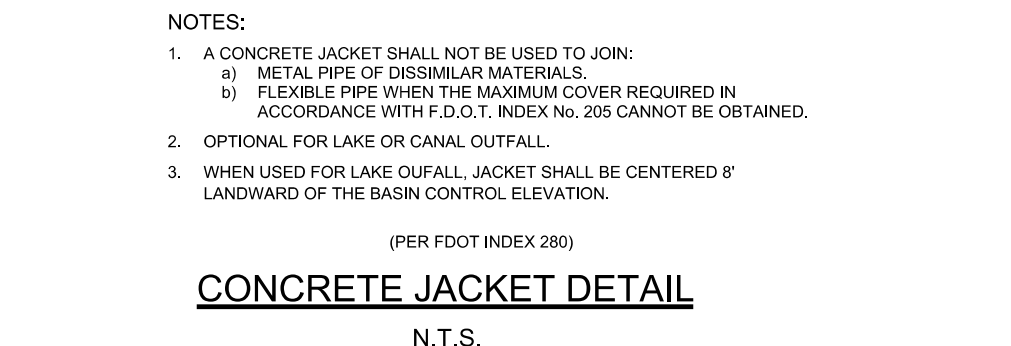 NOTES:
1. A CONCRETE JACKET SHALL NOT BE USED TO JOIN:
a) METAL PIPE OF DISSIMILAR MATERIALS.
b) FLEXIBLE PIPE WHEN THE MAXIMUM COVER REQUIRED IN
ACCORDANCE WITH F.D.O.T. INDEX No. 205 CANNOT BE OBTAINED.
2. OPTIONAL FOR LAKE OR CANAL OUTFALL.
3. WHEN USED FOR LAKE OUFALL, JACKET SHALL BE CENTERED 8'
LANDWARD OF THE BASIN CONTROL ELEVATION.
(PER FDOT INDEX 280)
CONCRETE JACKET DETAIL
N.T.S.